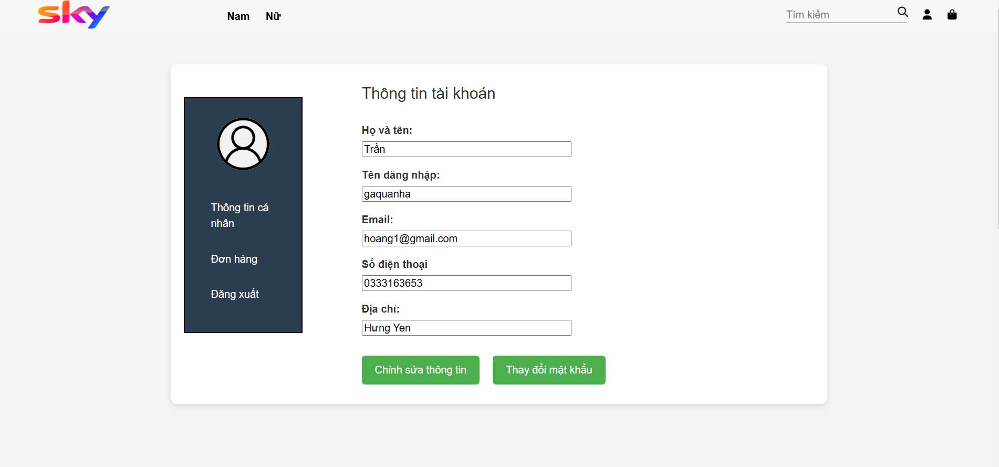 sky
Nam
Nữ
Tìm kiếm
Thông tin tài khoản
Thông tin cá
nhân
Đơn hàng
Đăng xuất
Họ và tên:
Trần
Tên đăng nhập:
gaquanha
Email:
hoang1@gmail.com
Số điện thoại
0333163653
Địa chỉ:
Hưng Yen
Chỉnh sửa thông tin
Thay đổi mật khẩu